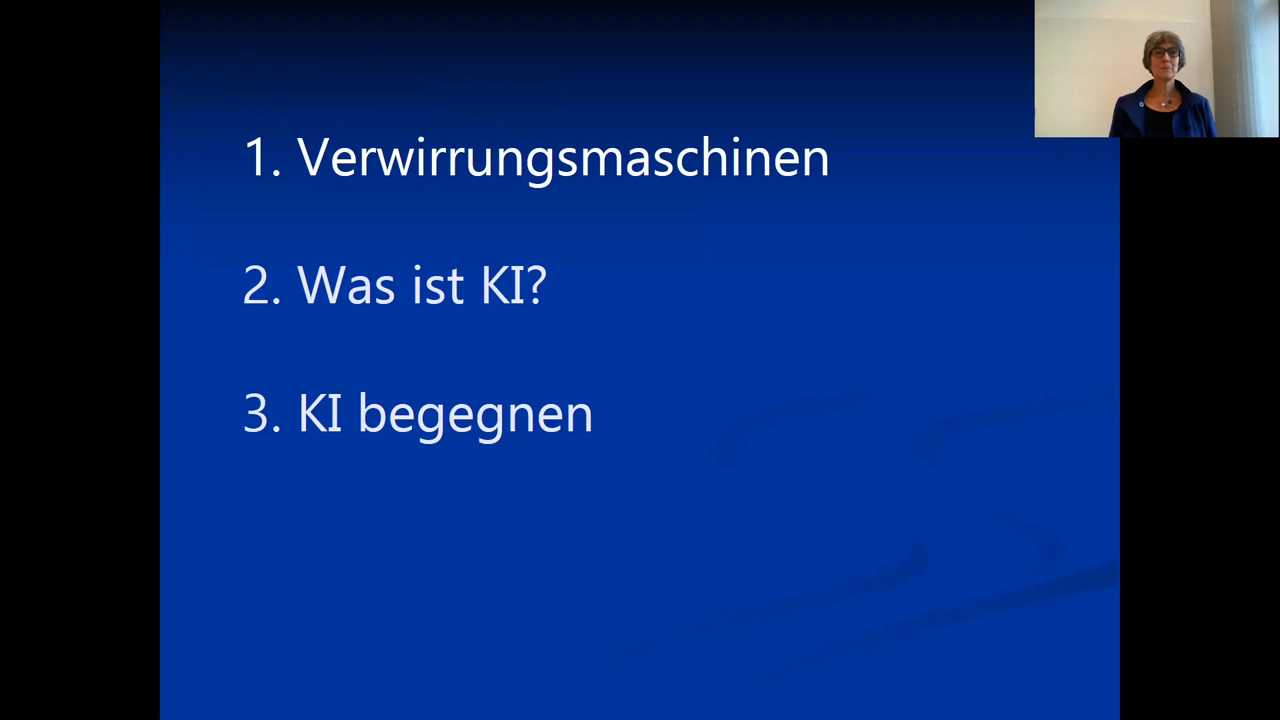 1. Verwirrungsmaschinen
2. Was ist KI?
3. KI begegnen